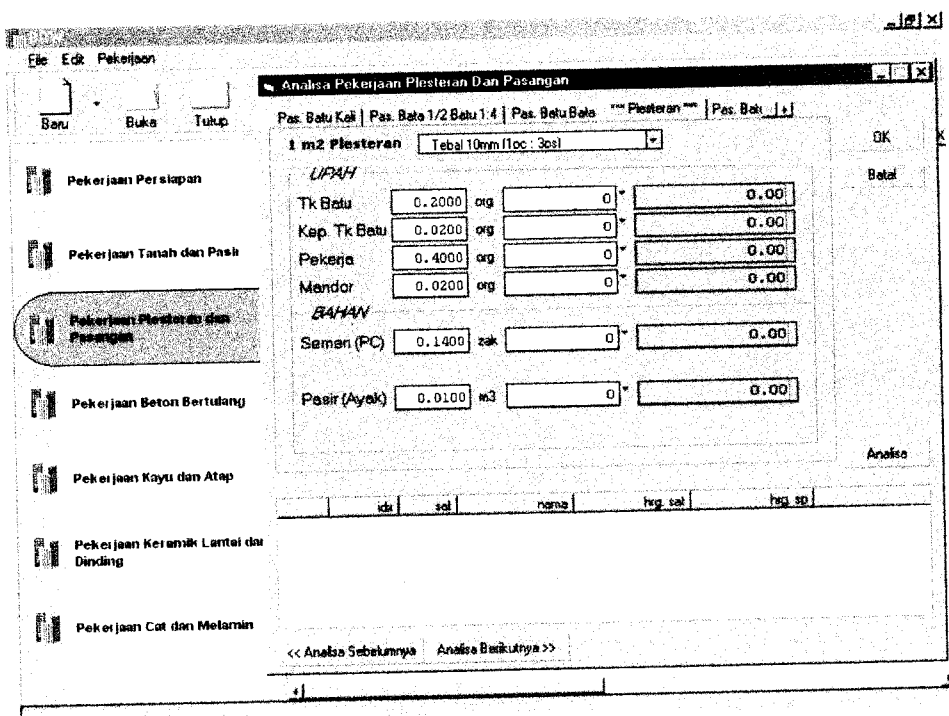 File Edit Pekerjaan
Baru Buka Tutup
Pekerjaan Persiapan
Pekerjaan Tanah dan Pasir
Pekerjaan Plesteran dan
Pasangan
Pekerjaan Beton Bertulang
Pekerjaan Kayu dan Atap
Pekerjaan Keramik Lantai dan
Dinding
Pekerjaan Cat dan Melamin
Analisa Pekerjaan Plesteran Dan Pasangan
Pas. Batu Kali | Pas. Bata 1/2 Batu 1:4 | Pas. Batu Bata *** Plesteran *** | Pas. Batu
1 m2 Plesteran Tebal 10mm (1pc : 3ps)
UPAH
Tk Batu 0.2000 org 0 * 0.00
Kep. Tk Batu 0.0200 org 0 * 0.00
Pekerja 0.4000 org 0 * 0.00
Mandor 0.0200 org 0 * 0.00
BAHAN
Semen (PC) 0.1400 zak 0 * 0.00
Pasir (Ayak) 0.0100 m3 0 * 0.00
OK
Batal
Analisa
idx sat nama hrg. sat hrg. sp
<< Analisa Sebelumnya Analisa Berikutnya >>